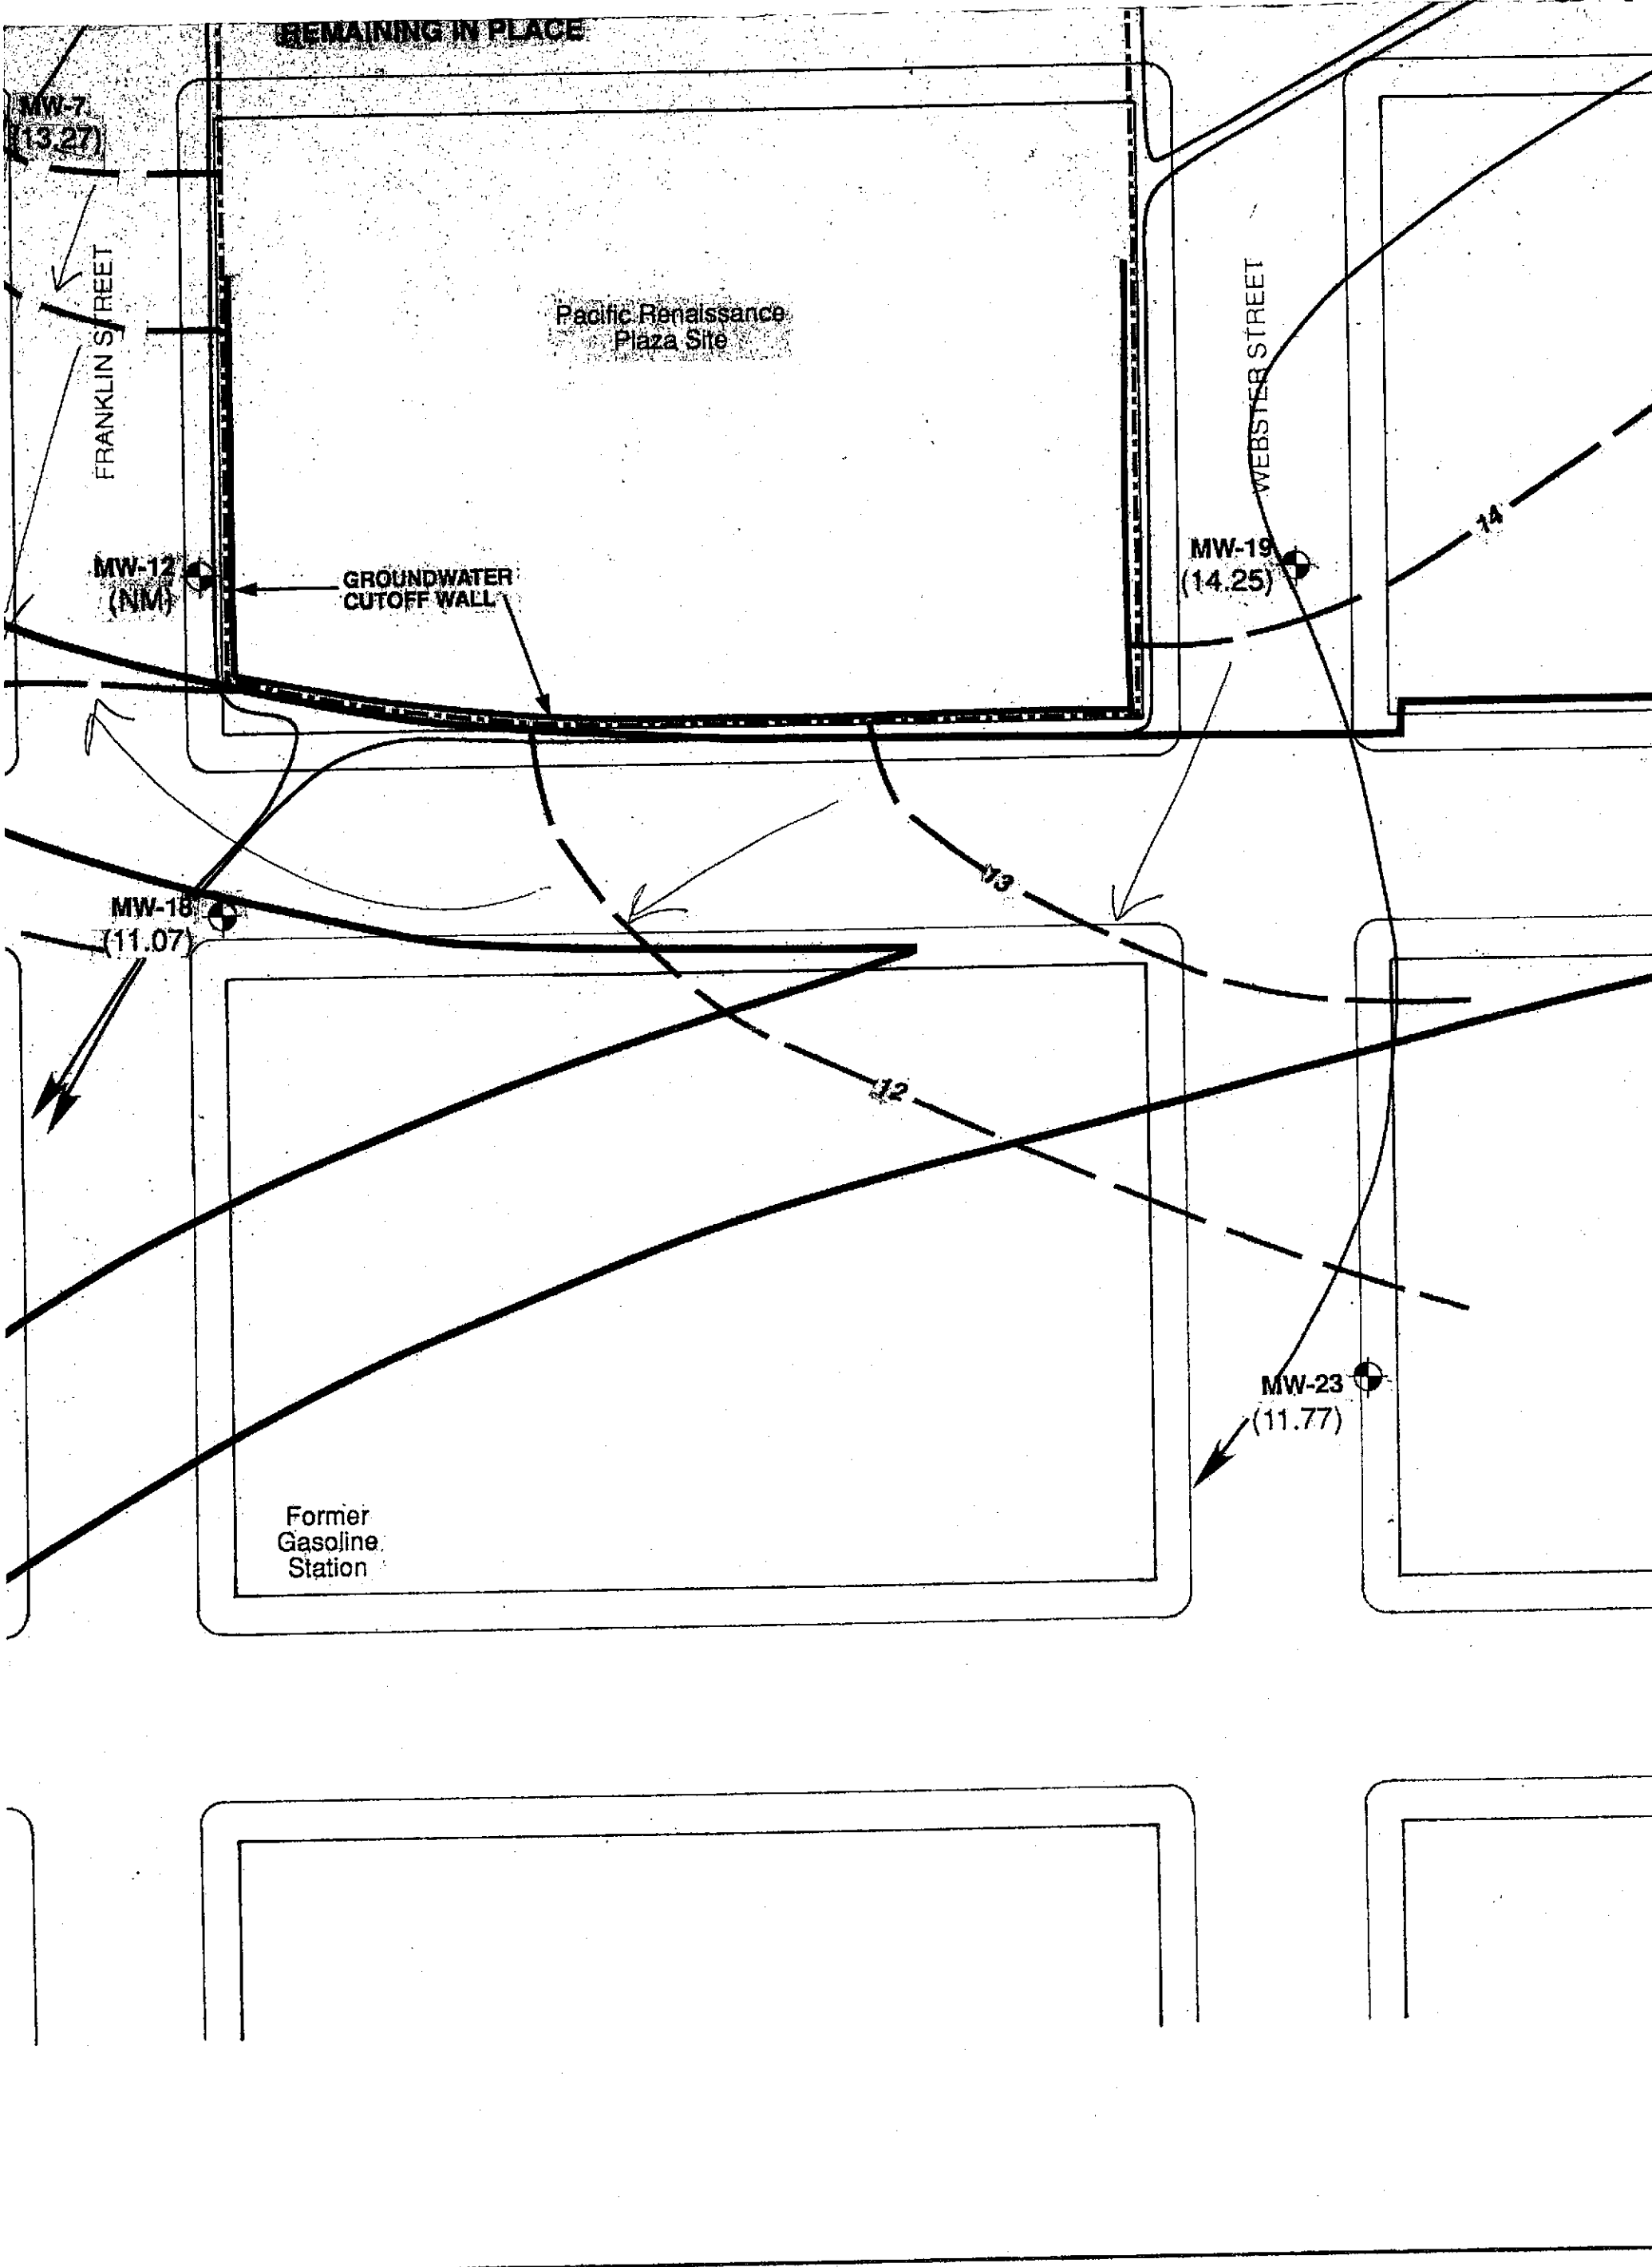 REMAINING IN PLACE
MW-7
(13.27)
FRANKLIN STREET
Pacific Renaissance
Plaza Site
WEBSTER STREET
14
MW-19
(14.25)
MW-12
(NM)
GROUNDWATER
CUTOFF WALL
13
MW-18
(11.07)
12
MW-23
(11.77)
Former
Gasoline
Station